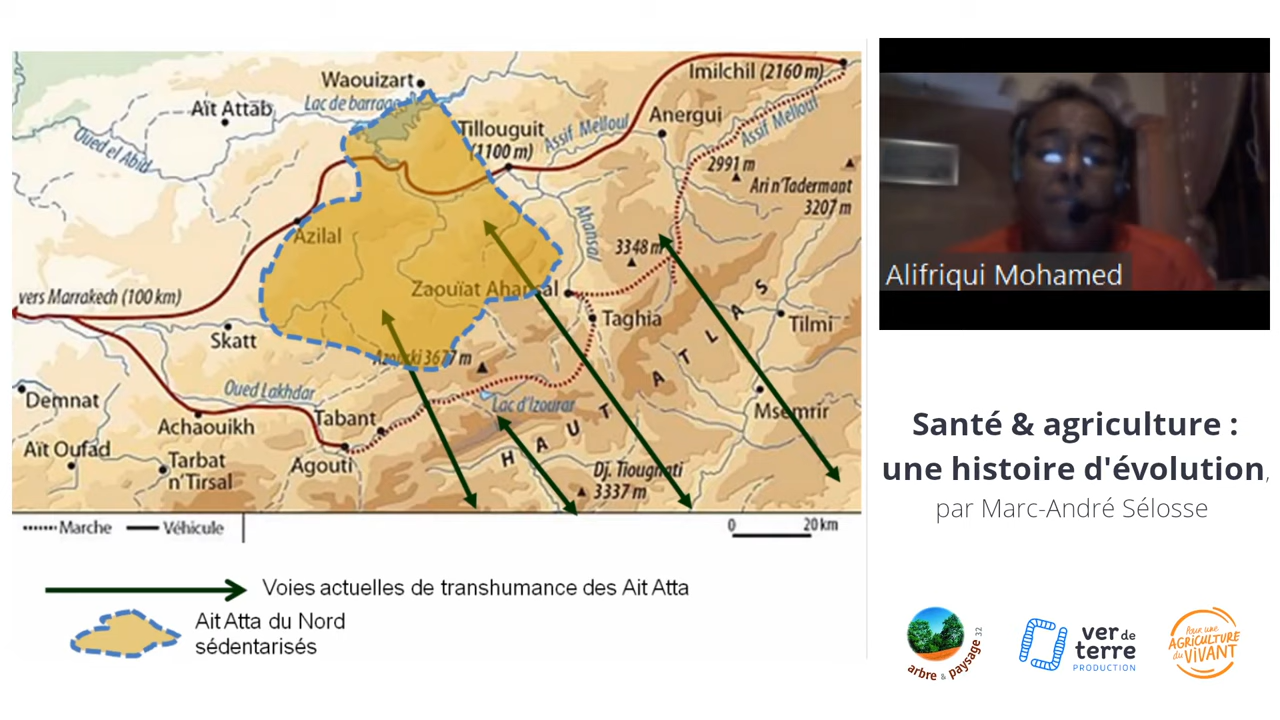 Waouizart
Imilchil (2160 m)
Aït Attab
Lac de barrage
Oued el Abid
Tillouguit
(1100 m)
Assif Melloul
Anergui
Assif Melloul
2991 m
Ari n'Tadermant
3207 m
Azilal
Ahansal
3348 m
vers Marrakech (100 km)
Zaouïat Ahansal
Taghia
Tilmi
Skatt
Azourki 3677 m
HAUT ATLAS
Oued Lakhdar
Lac d'Izourar
Demnat
Achaouikh
Tabant
Msemrir
Aït Oufad
Tarbat
n'Tirsal
Agouti
Dj. Tiougnati
3337 m
Marche
Véhicule
0 20 km
Voies actuelles de transhumance des Ait Atta
Ait Atta du Nord
sédentarisés
Alifriqui Mohamed
Santé & agriculture :
une histoire d'évolution,
par Marc-André Sélosse
arbre & paysage 32
ver de
terre
PRODUCTION
Pour une
AGRICULTURE
du VIVANT